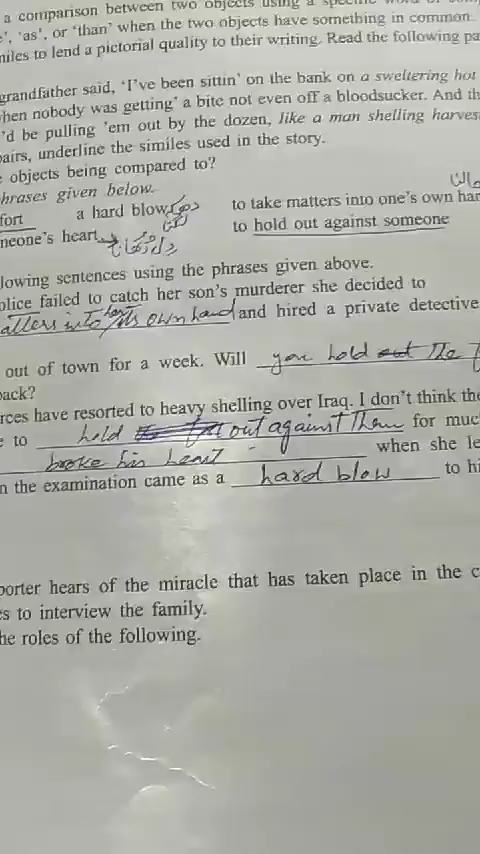 a comparison between two objects using a specific word or
', 'as', or 'than' when the two objects have something in common.
miles to lend a pictorial quality to their writing. Read the following pa
grandfather said, 'I've been sittin' on the bank on a sweltering hot
when nobody was getting' a bite not even off a bloodsucker. And th
'd be pulling 'em out by the dozen, like a man shelling harves
airs, underline the similes used in the story.
objects being compared to?
hrases given below.
fort a hard blow to take matters into one's own han
neone's heart دل دکھانا to hold out against someone
lowing sentences using the phrases given above.
olice failed to catch her son's murderer she decided to
atters into her own hand and hired a private detective
out of town for a week. Will you hold out the
back?
rces have resorted to heavy shelling over Iraq. I don't think the
e to hold out against them for muc
broke his heart when she le
n the examination came as a hard blow to hi
porter hears of the miracle that has taken place in the c
es to interview the family.
he roles of the following.